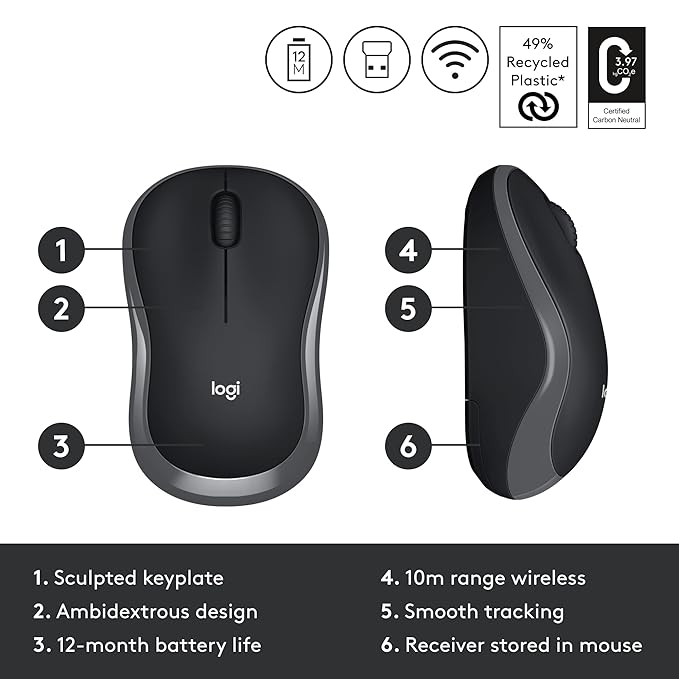 12
M
49%
Recycled
Plastic*
3.97
kgCO₂e
Certified
Carbon Neutral
1
4
2
5
logi
3
6
1. Sculpted keyplate
2. Ambidextrous design
3. 12-month battery life
4. 10m range wireless
5. Smooth tracking
6. Receiver stored in mouse